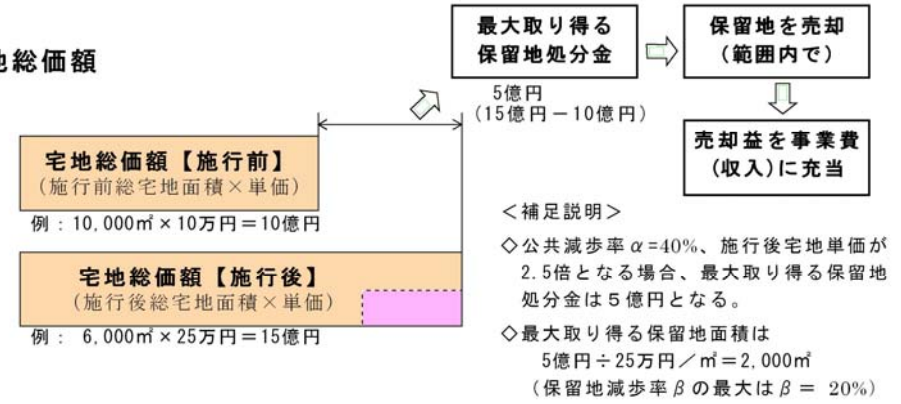 地総価額
最大取り得る
保留地処分金
保留地を売却
(範囲内で)
5億円
(15億円－10億円)
売却益を事業費
(収入)に充当
宅地総価額【施行前】
(施行前総宅地面積×単価)
例：10,000㎡×10万円＝10億円
宅地総価額【施行後】
(施行後総宅地面積×単価)
例： 6,000㎡×25万円＝15億円
＜補足説明＞
◇公共減歩率α=40%、施行後宅地単価が
2.5倍となる場合、最大取り得る保留地
処分金は５億円となる。
◇最大取り得る保留地面積は
5億円÷25万円／㎡＝2,000㎡
(保留地減歩率βの最大はβ＝ 20%)